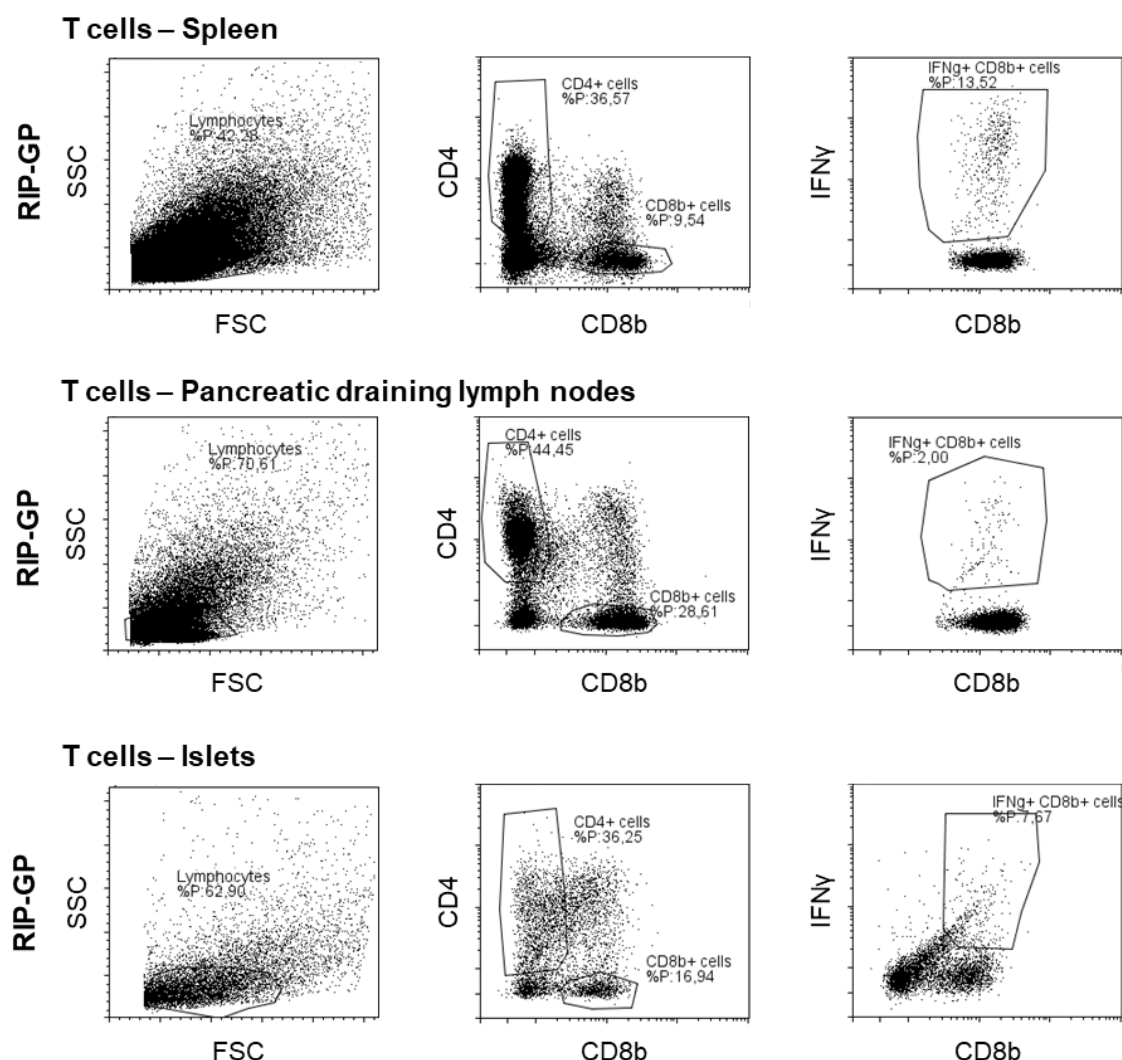 T cells – Spleen
RIP-GP
SSC
Lymphocytes
%P:42,28
FSC
CD4
CD4+ cells
%P:36,57
CD8b+ cells
%P:9,54
CD8b
IFNγ
IFNg+ CD8b+ cells
%P:13,52
CD8b
T cells – Pancreatic draining lymph nodes
RIP-GP
SSC
Lymphocytes
%P:70,61
FSC
CD4
CD4+ cells
%P:44,45
CD8b+ cells
%P:28,61
CD8b
IFNγ
IFNg+ CD8b+ cells
%P:2,00
CD8b
T cells – Islets
RIP-GP
SSC
Lymphocytes
%P:62,90
FSC
CD4
CD4+ cells
%P:36,25
CD8b+ cells
%P:16,94
CD8b
IFNγ
IFNg+ CD8b+ cells
%P:7,67
CD8b